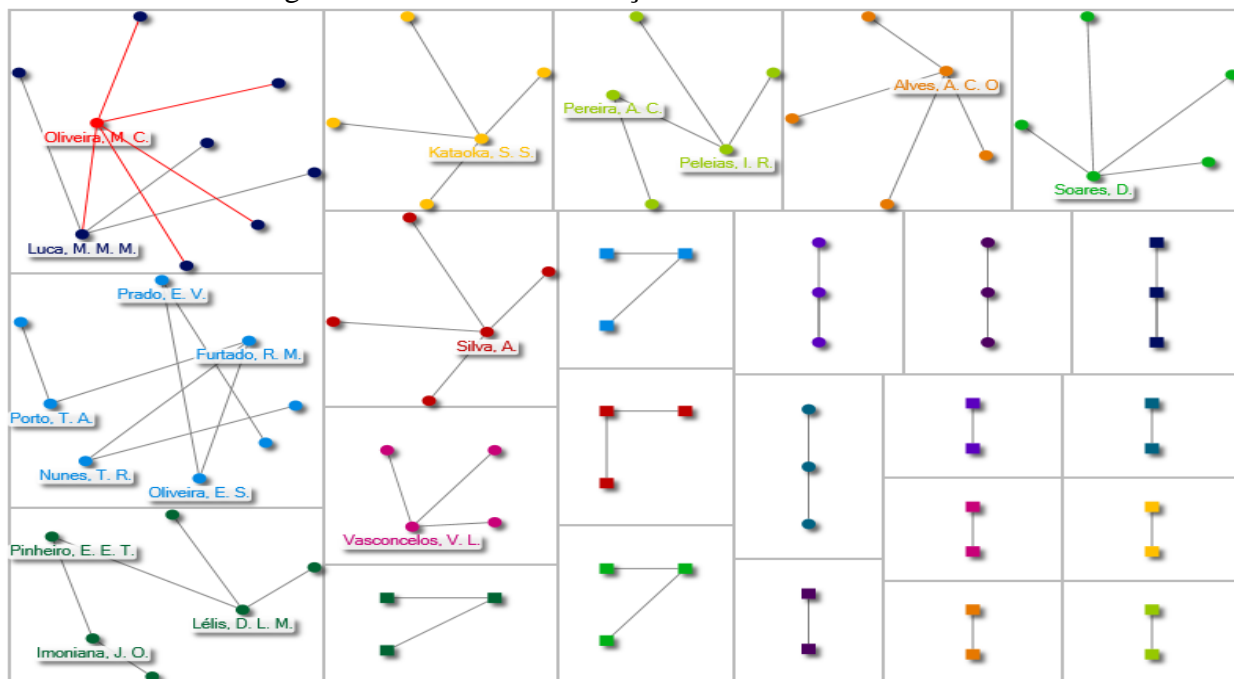 Oliveira, M. C.
Luca, M. M. M.
Kataoka, S. S.
Pereira, A. C.
Peleias, I. R.
Alves, A. C. O
Soares, D.
Prado, E. V.
Furtado, R. M.
Porto, T. A.
Nunes, T. R.
Oliveira, E. S.
Silva, A.
Vasconcelos, V. L.
Pinheiro, E. E. T.
Lélis, D. L. M.
Imoniana, J. O.